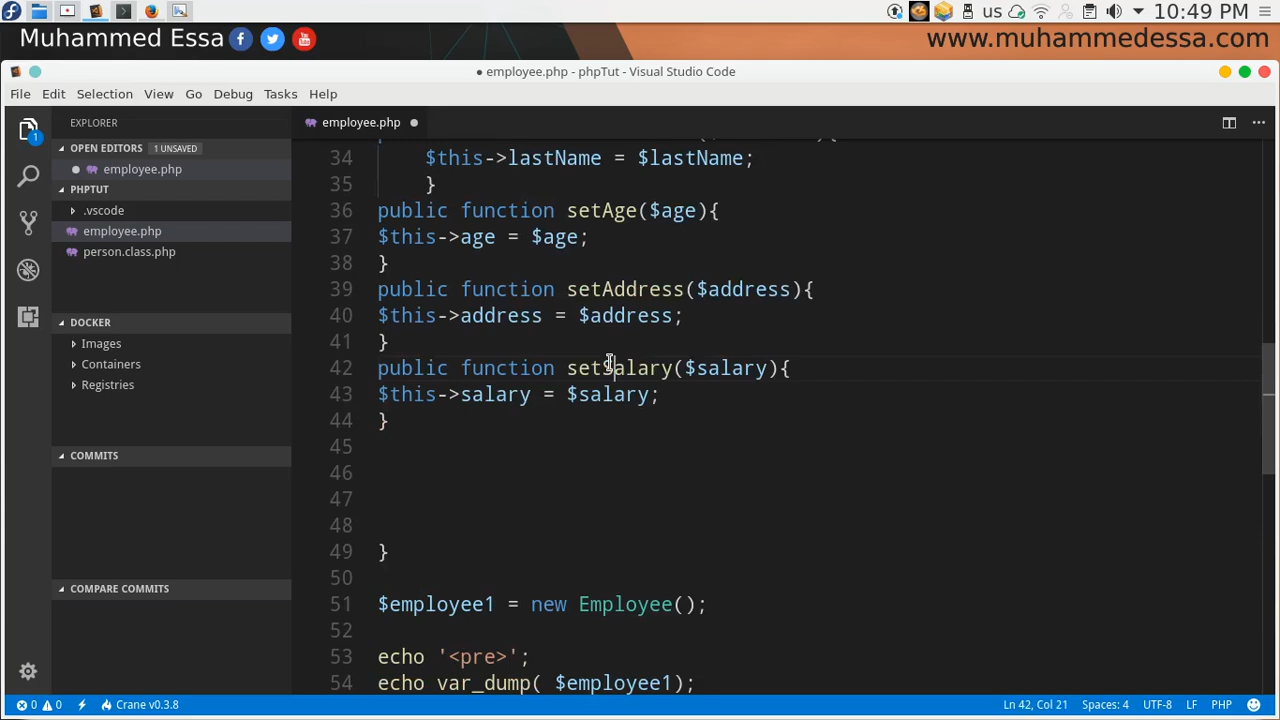 us
10:49 PM
Muhammed Essa
www.muhammedessa.com
● employee.php - phpTut - Visual Studio Code
File Edit Selection View Go Debug Tasks Help
EXPLORER
employee.php
OPEN EDITORS 1 UNSAVED
employee.php
PHPTUT
.vscode
employee.php
person.class.php
DOCKER
Images
Containers
Registries
COMMITS
COMPARE COMMITS
34 $this->lastName = $lastName;
35 }
36 public function setAge($age){
37 $this->age = $age;
38 }
39 public function setAddress($address){
40 $this->address = $address;
41 }
42 public function setSalary($salary){
43 $this->salary = $salary;
44 }
45
46
47
48
49 }
50
51 $employee1 = new Employee();
52
53 echo '<pre>';
54 echo var_dump( $employee1);
0 0 Crane v0.3.8
Ln 42, Col 21 Spaces: 4 UTF-8 LF PHP
1